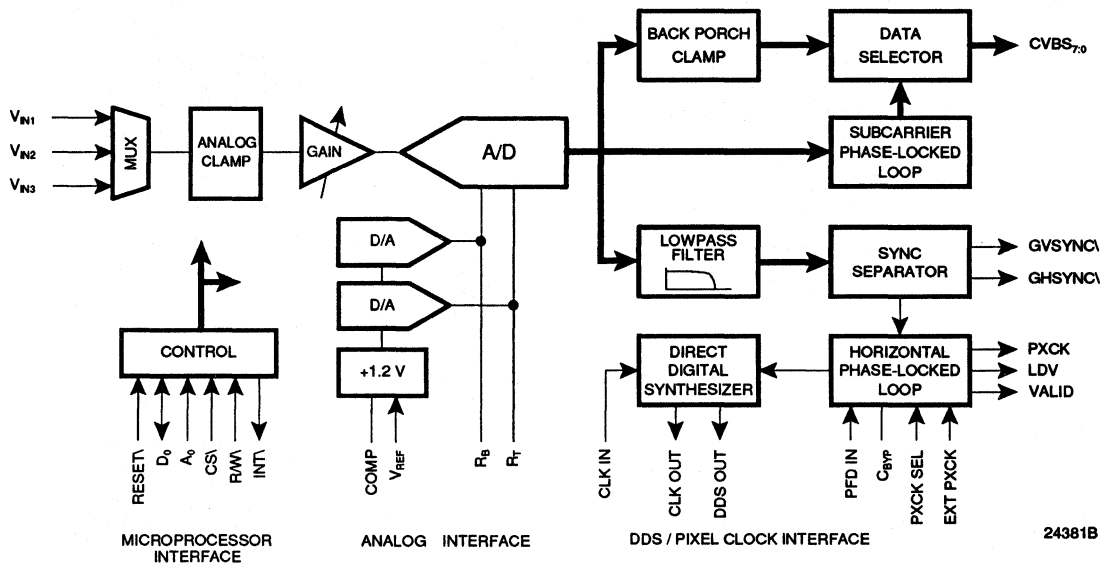 BACK PORCH
CLAMP
DATA
SELECTOR
CVBS7:0
VIN1
VIN2
VIN3
MUX
ANALOG
CLAMP
GAIN
A/D
SUBCARRIER
PHASE-LOCKED
LOOP
D/A
D/A
+1.2 V
LOWPASS
FILTER
SYNC
SEPARATOR
GVSYNC\
GHSYNC\
CONTROL
DIRECT
DIGITAL
SYNTHESIZER
HORIZONTAL
PHASE-LOCKED
LOOP
PXCK
LDV
VALID
RESET\
D0
A0
CS\
R/W\
INT\
COMP
VREF
RB
RT
CLK IN
CLK OUT
DDS OUT
PFD IN
CBYP
PXCK SEL
EXT PXCK
MICROPROCESSOR
INTERFACE
ANALOG INTERFACE
DDS / PIXEL CLOCK INTERFACE
24381B